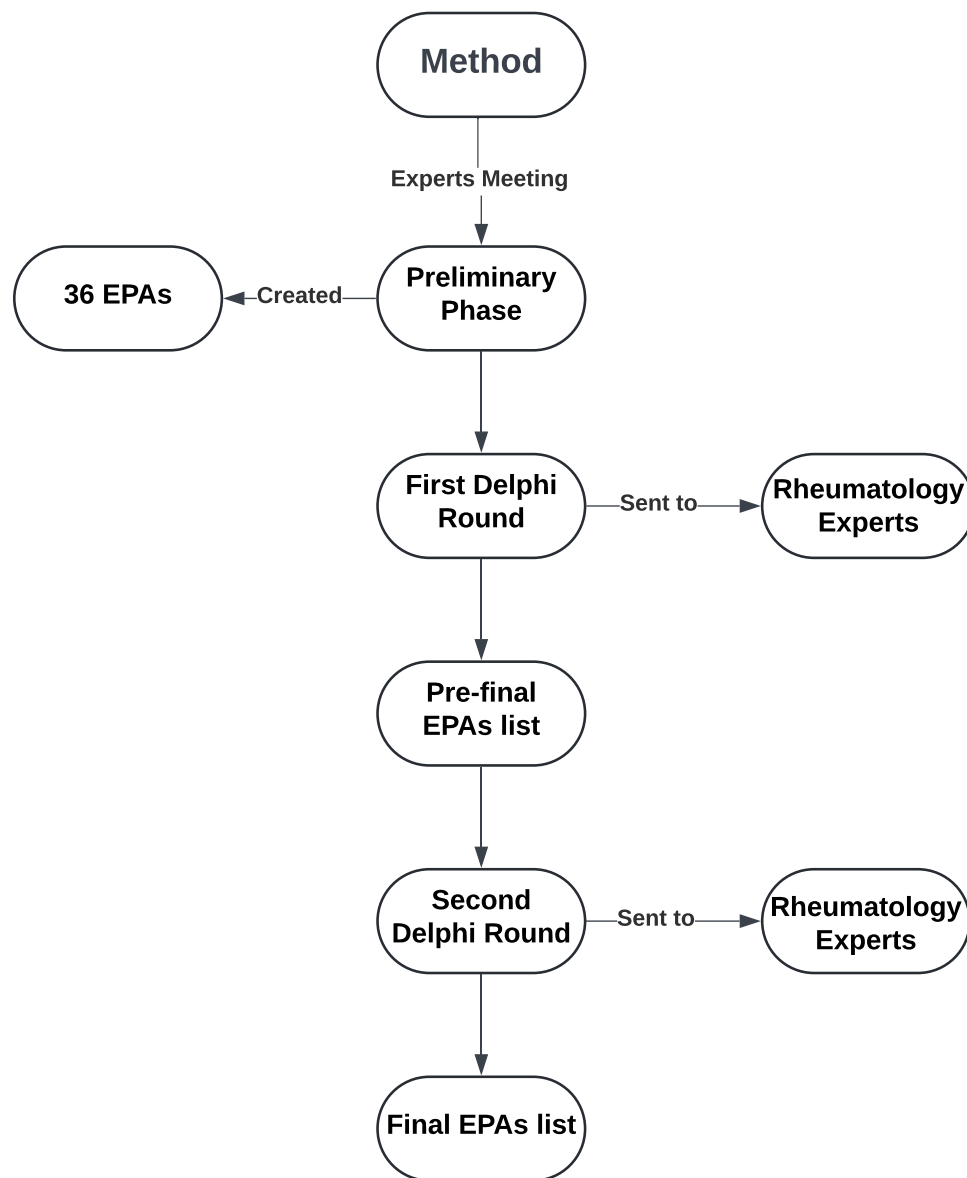 Method
Experts Meeting
36 EPAs
Created
Preliminary
Phase
First Delphi
Round
Sent to
Rheumatology
Experts
Pre-final
EPAs list
Second
Delphi Round
Sent to
Rheumatology
Experts
Final EPAs list